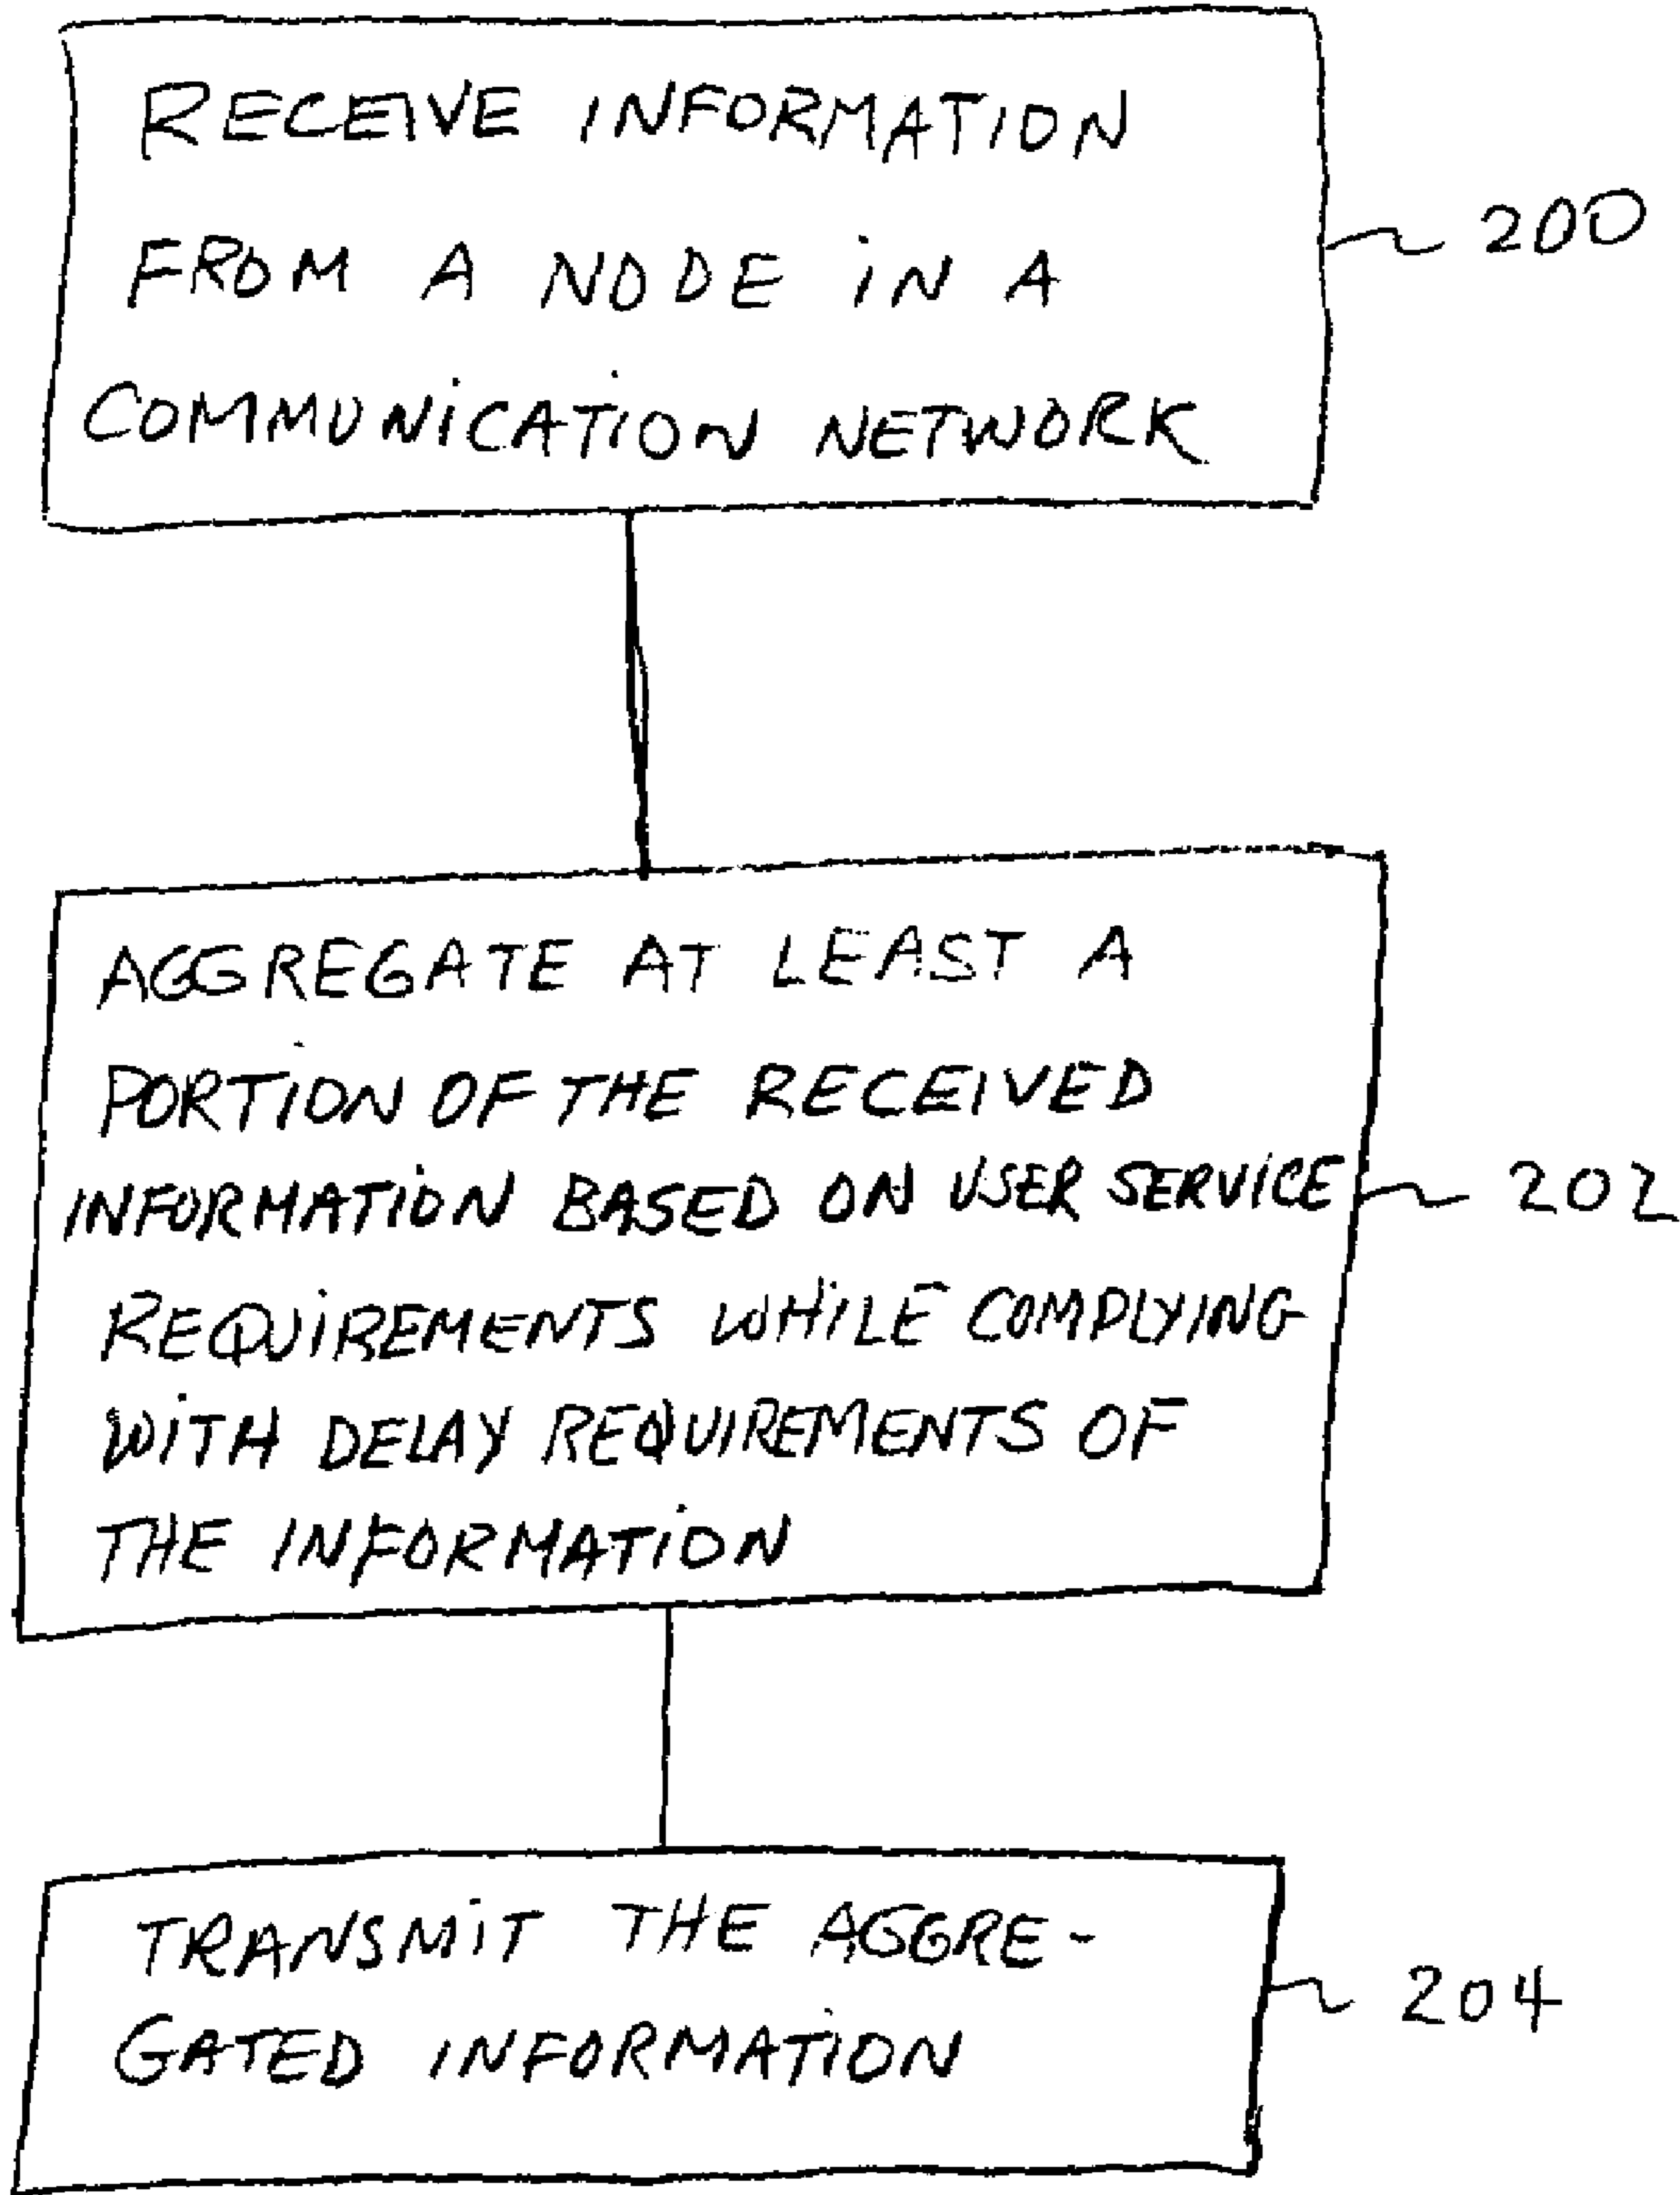 RECEIVE INFORMATION
FROM A NODE IN A
COMMUNICATION NETWORK
200
AGGREGATE AT LEAST A
PORTION OF THE RECEIVED
INFORMATION BASED ON USER SERVICE
REQUIREMENTS WHILE COMPLYING
WITH DELAY REQUIREMENTS OF
THE INFORMATION
202
TRANSMIT THE AGGRE-
GATED INFORMATION
204